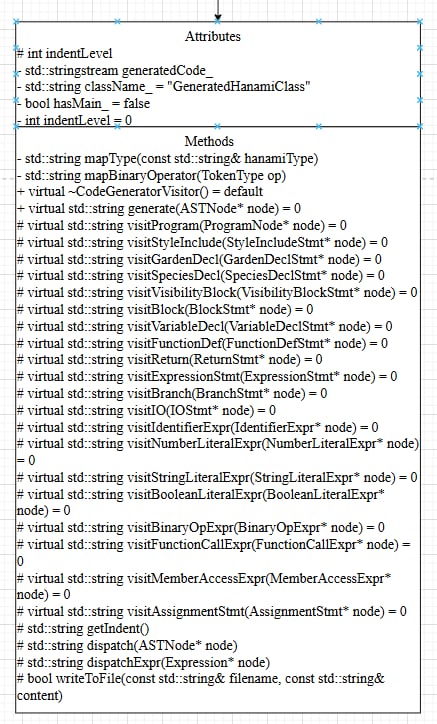 Attributes
# int indentLevel
- std::stringstream generatedCode_
- std::string className_ = "GeneratedHanamiClass"
- bool hasMain_ = false
- int indentLevel = 0
Methods
- std::string mapType(const std::string& hanamiType)
- std::string mapBinaryOperator(TokenType op)
+ virtual ~CodeGeneratorVisitor() = default
+ virtual std::string generate(ASTNode* node) = 0
# virtual std::string visitProgram(ProgramNode* node) = 0
# virtual std::string visitStyleInclude(StyleIncludeStmt* node) = 0
# virtual std::string visitGardenDecl(GardenDeclStmt* node) = 0
# virtual std::string visitSpeciesDecl(SpeciesDeclStmt* node) = 0
# virtual std::string visitVisibilityBlock(VisibilityBlockStmt* node) = 0
# virtual std::string visitBlock(BlockStmt* node) = 0
# virtual std::string visitVariableDecl(VariableDeclStmt* node) = 0
# virtual std::string visitFunctionDef(FunctionDefStmt* node) = 0
# virtual std::string visitReturn(ReturnStmt* node) = 0
# virtual std::string visitExpressionStmt(ExpressionStmt* node) = 0
# virtual std::string visitBranch(BranchStmt* node) = 0
# virtual std::string visitIO(IOStmt* node) = 0
# virtual std::string visitIdentifierExpr(IdentifierExpr* node) = 0
# virtual std::string visitNumberLiteralExpr(NumberLiteralExpr* node)
= 0
# virtual std::string visitStringLiteralExpr(StringLiteralExpr* node) = 0
# virtual std::string visitBooleanLiteralExpr(BooleanLiteralExpr*
node) = 0
# virtual std::string visitBinaryOpExpr(BinaryOpExpr* node) = 0
# virtual std::string visitFunctionCallExpr(FunctionCallExpr* node) =
0
# virtual std::string visitMemberAccessExpr(MemberAccessExpr*
node) = 0
# virtual std::string visitAssignmentStmt(AssignmentStmt* node) = 0
# std::string getIndent()
# std::string dispatch(ASTNode* node)
# std::string dispatchExpr(Expression* node)
# bool writeToFile(const std::string& filename, const std::string&
content)